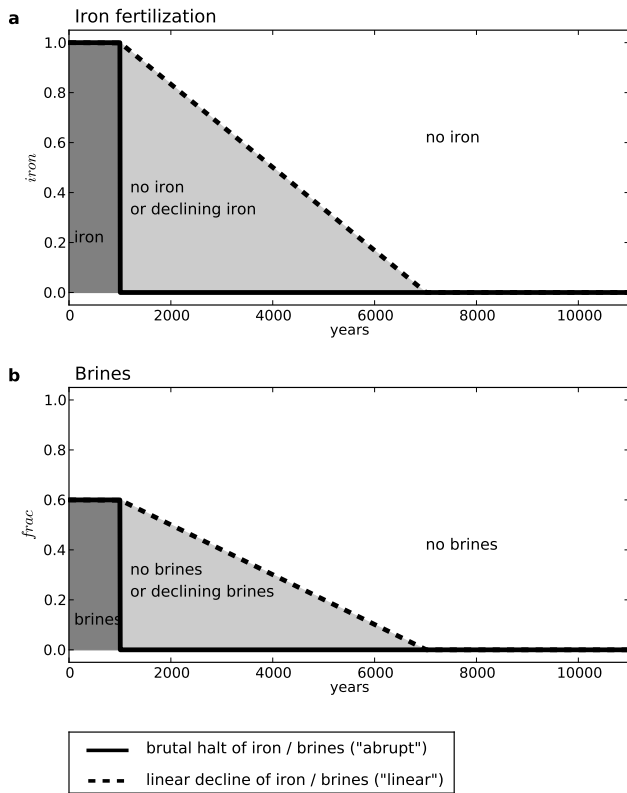 a
Iron fertilization
1.0
0.8
0.6
0.4
0.2
0.0
iron
no iron
no iron
or declining iron
iron
0 2000 4000 6000 8000 10000
years
b
Brines
1.0
0.8
0.6
0.4
0.2
0.0
frac
no brines
no brines
or declining brines
brines
0 2000 4000 6000 8000 10000
years
brutal halt of iron / brines ("abrupt")
linear decline of iron / brines ("linear")